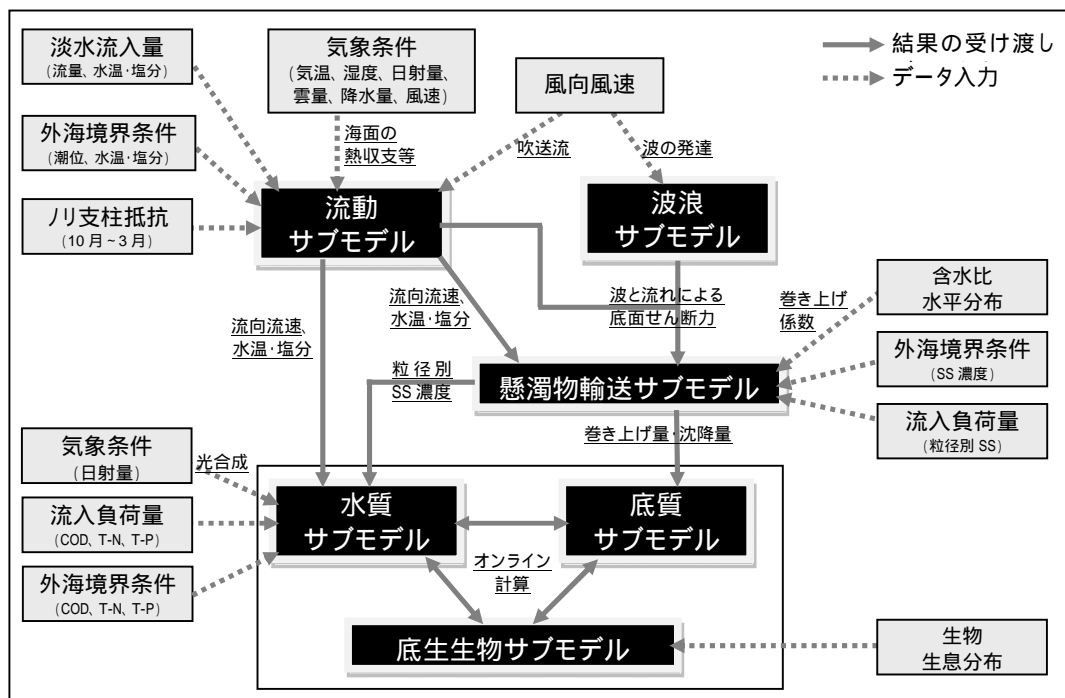 淡水流入量
(流量、水温・塩分)
気象条件
(気温、湿度、日射量、
雲量、降水量、風速)
風向風速
結果の受け渡し
データ入力
外海境界条件
(潮位、水温・塩分)
海面の
熱収支等
吹送流
波の発達
ノリ支柱抵抗
(10月~3月)
流動
サブモデル
波浪
サブモデル
流向流速、
水温・塩分
流向流速、
水温・塩分
波と流れによる
底面せん断力
巻き上げ
係数
含水比
水平分布
外海境界条件
(SS濃度)
流入負荷量
(粒径別SS)
粒径別
SS濃度
懸濁物輸送サブモデル
巻き上げ量・沈降量
気象条件
(日射量)
光合成
流入負荷量
(COD、T-N、T-P)
外海境界条件
(COD、T-N、T-P)
水質
サブモデル
底質
サブモデル
オンライン
計算
底生生物サブモデル
生物
生息分布